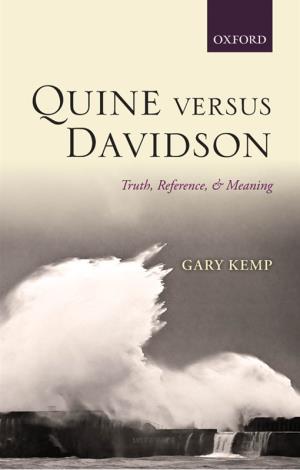 OXFORD
QUINE VERSUS
DAVIDSON
Truth, Reference, & Meaning
GARY KEMP